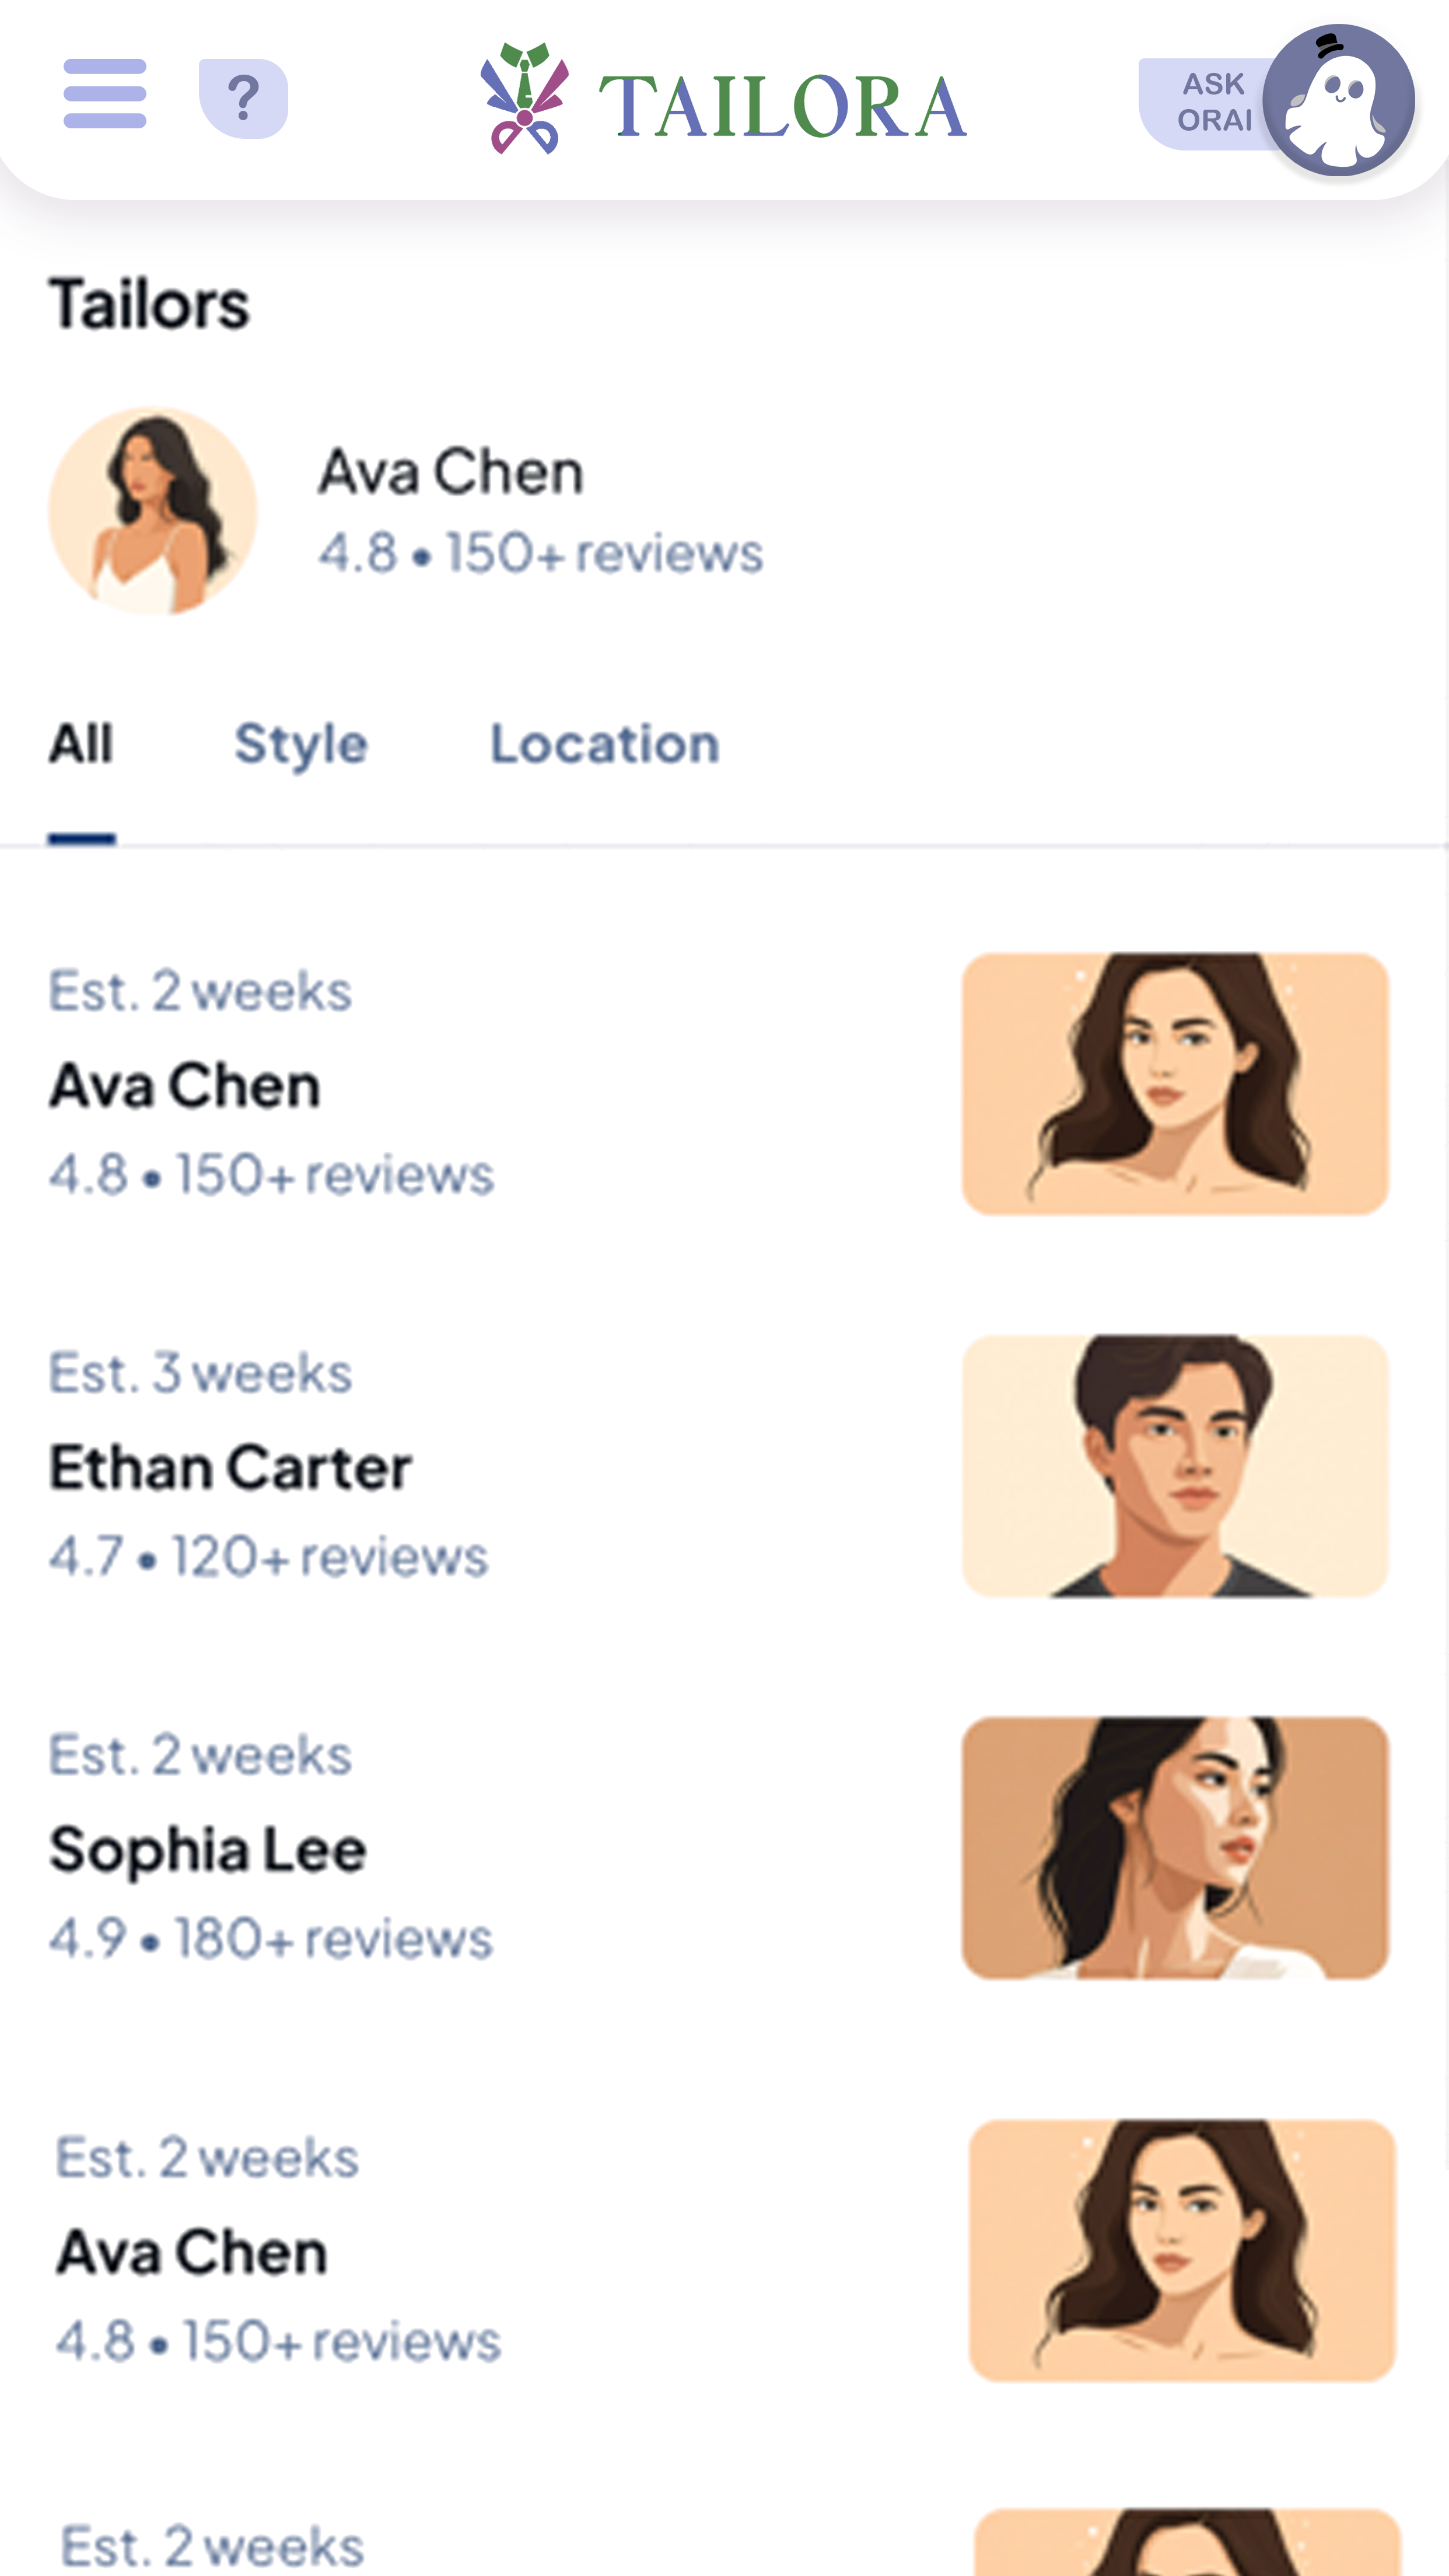 ?
TAILORA
ASK
ORAI
Tailors
Ava Chen
4.8 • 150+ reviews
All Style Location
Est. 2 weeks
Ava Chen
4.8 • 150+ reviews
Est. 3 weeks
Ethan Carter
4.7 • 120+ reviews
Est. 2 weeks
Sophia Lee
4.9 • 180+ reviews
Est. 2 weeks
Ava Chen
4.8 • 150+ reviews
Est. 2 weeks